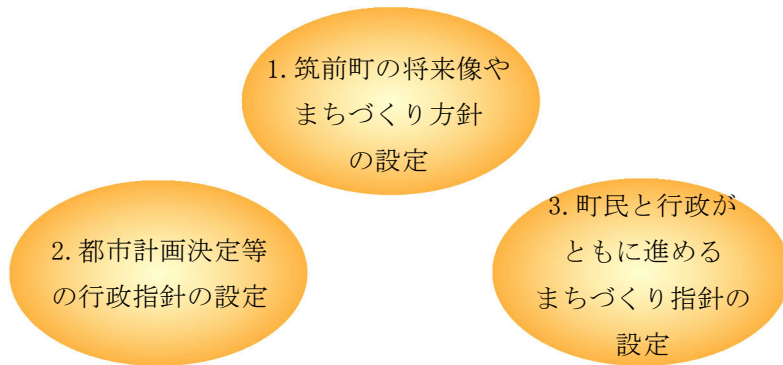 1.筑前町の将来像や
まちづくり方針
の設定
2.都市計画決定等
の行政指針の設定
3.町民と行政が
ともに進める
まちづくり指針の
設定